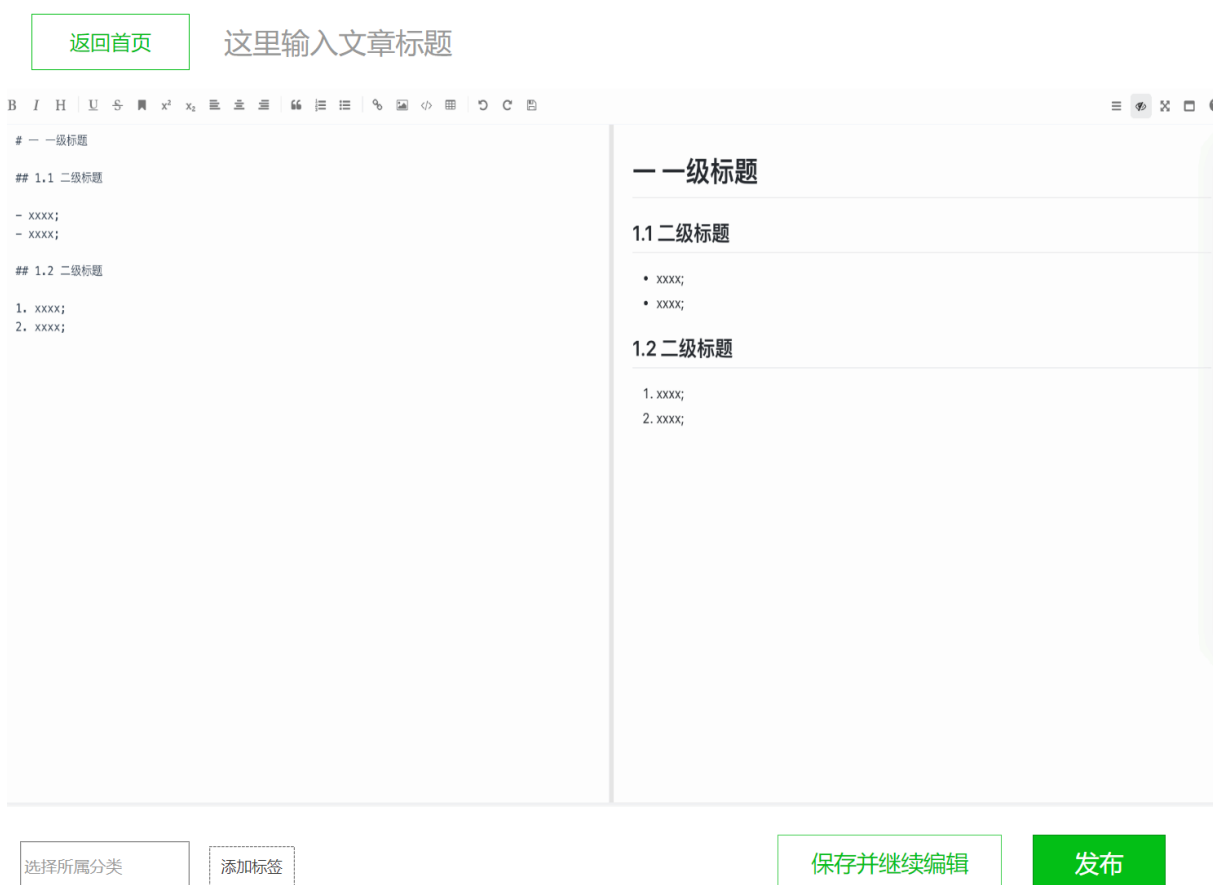 返回首页 这里输入文章标题
B I H U S x² x₂
# 一 一级标题
## 1.1 二级标题
- xxxx;
- xxxx;
## 1.2 二级标题
1. xxxx;
2. xxxx;
一 一级标题
1.1 二级标题
• xxxx;
• xxxx;
1.2 二级标题
1. xxxx;
2. xxxx;
选择所属分类 添加标签 保存并继续编辑 发布